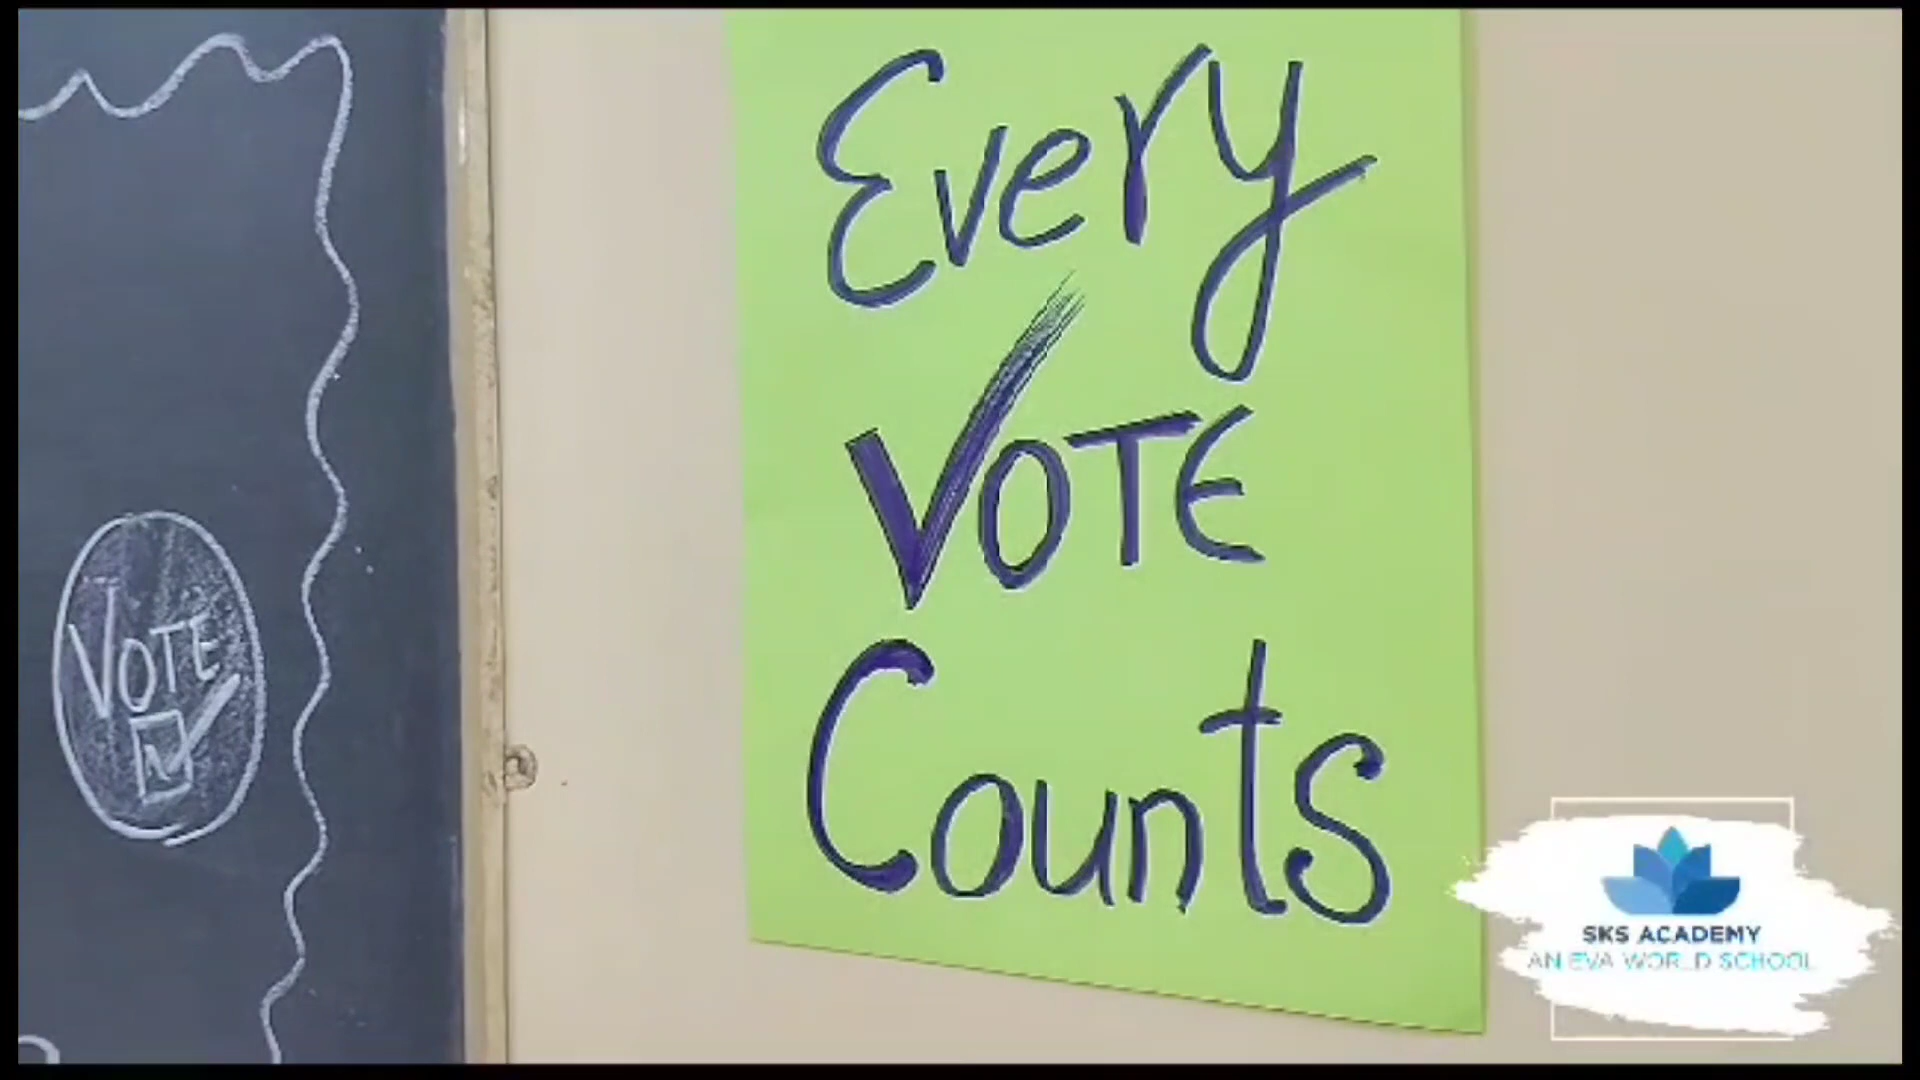 VOTE
Every
VOTE
Counts
SKS ACADEMY
AN EVA WORLD SCHOOL